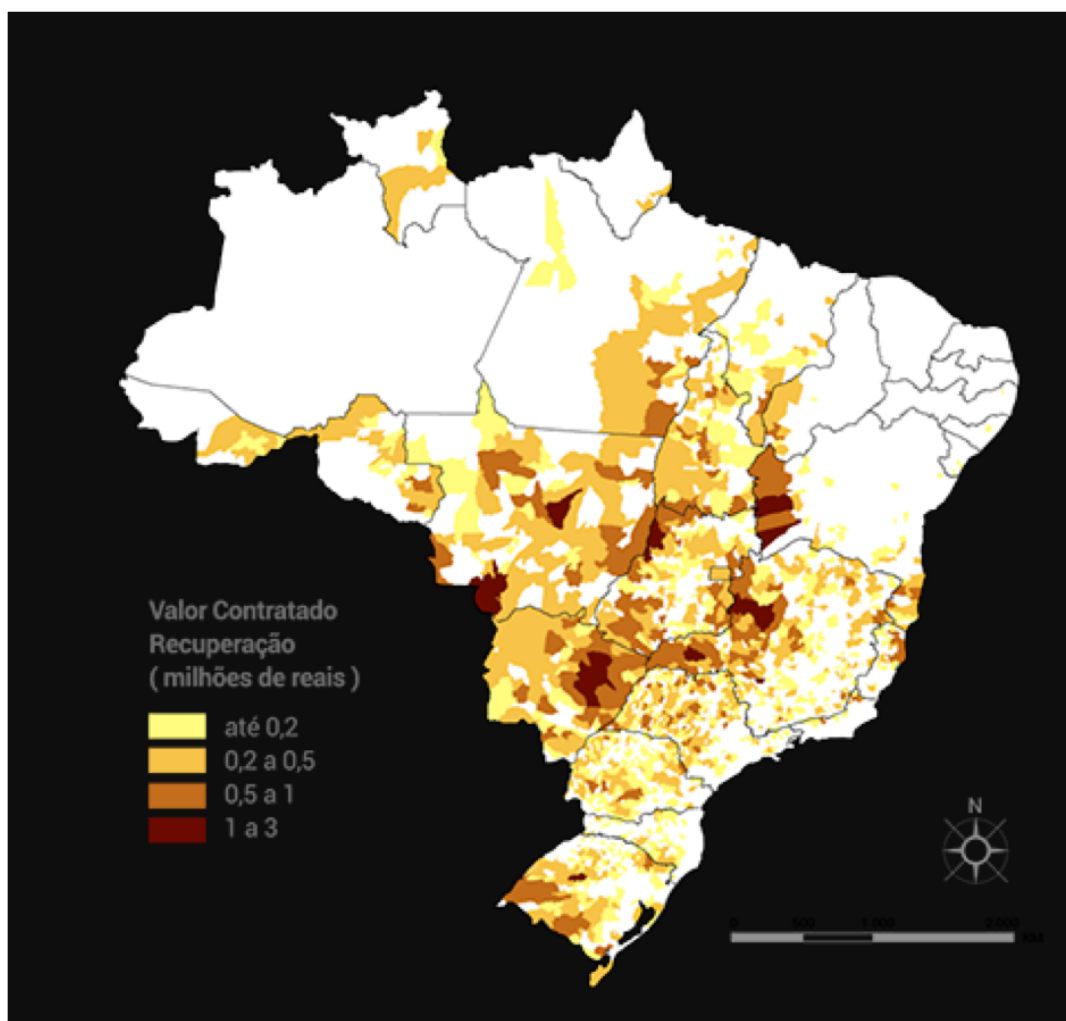 Valor Contratado
Recuperação
( milhões de reais )
até 0,2
0,2 a 0,5
0,5 a 1
1 a 3
N
0 500 1.000 2.000
KM